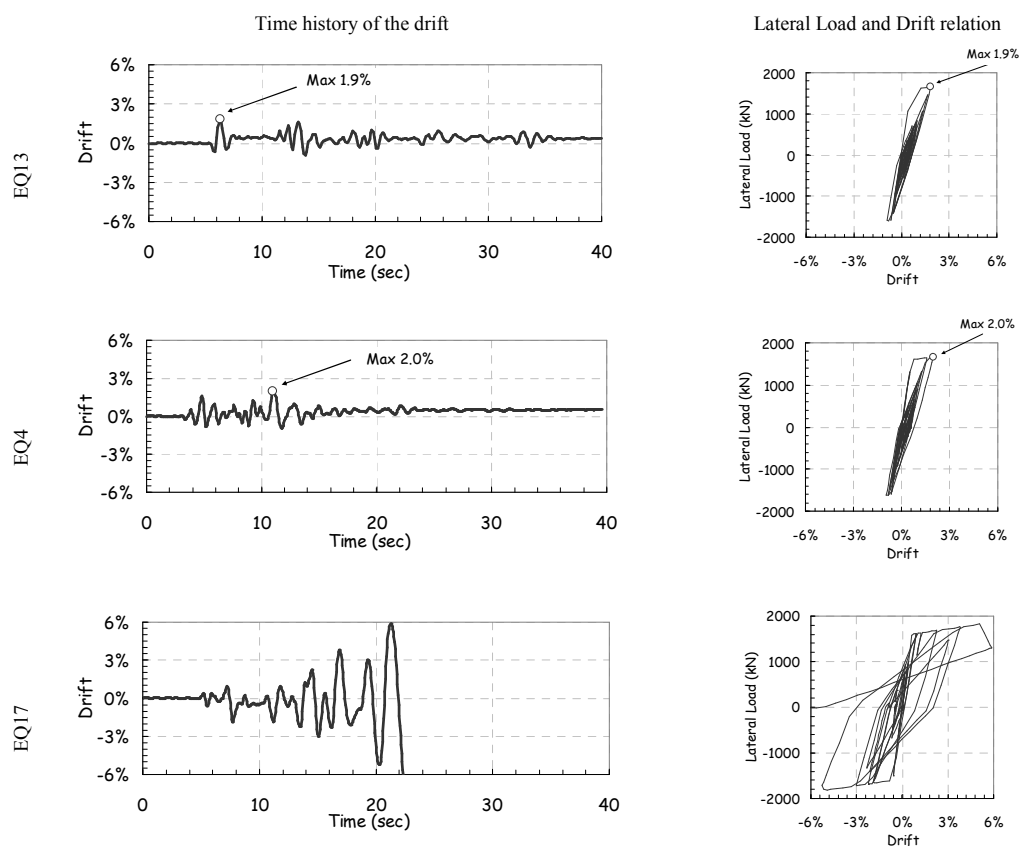 Time history of the drift
Lateral Load and Drift relation
EQ13
Drift
6%
3%
0%
-3%
-6%
Max 1.9%
0 10 20 30 40
Time (sec)
Lateral Load (kN)
2000
1000
0
-1000
-2000
Max 1.9%
-6% -3% 0% 3% 6%
Drift
EQ4
Drift
6%
3%
0%
-3%
-6%
Max 2.0%
0 10 20 30 40
Time (sec)
Lateral Load (kN)
2000
1000
0
-1000
-2000
Max 2.0%
-6% -3% 0% 3% 6%
Drift
EQ17
Drift
6%
3%
0%
-3%
-6%
0 10 20 30 40
Time (sec)
Lateral Load (kN)
2000
1000
0
-1000
-2000
-6% -3% 0% 3% 6%
Drift